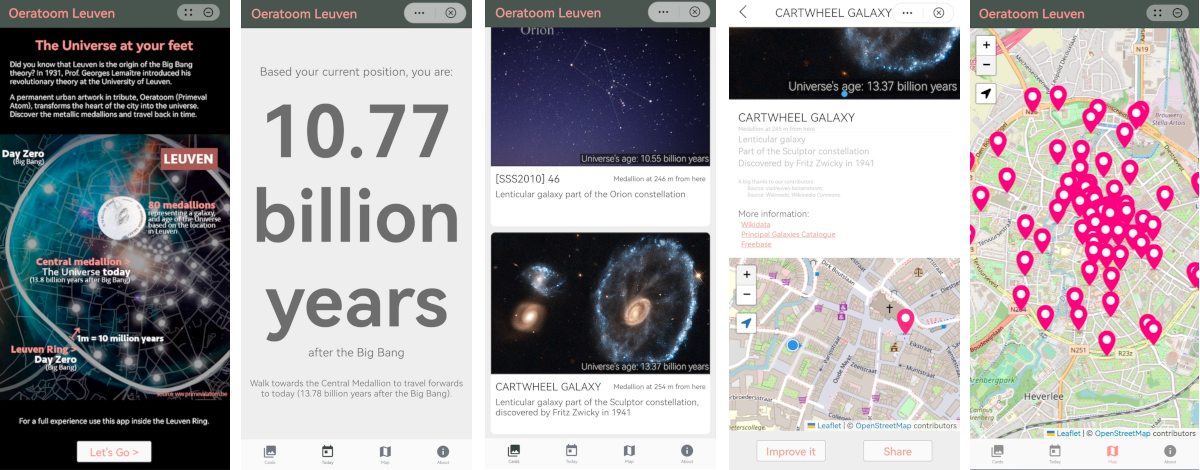 Oeratoom Leuven
The Universe at your feet
Did you know that Leuven is the origin of the Big Bang
theory? In 1931, Prof. Georges Lemaître introduced his
revolutionary theory at the University of Leuven.
A permanent urban artwork in tribute, Oeratoom (Primeval
Atom), transforms the heart of the city into the universe.
Discover the metallic medallions and travel back in time.
Day Zero
(Big Bang)
LEUVEN
80 medallions
representing a galaxy,
and age of the Universe
based on the location
in Leuven
Central medallion >
The Universe today
(13.8 billion years after Big Bang)
1m = 10 million years
Leuven Ring >
Day Zero
(Big Bang)
For a full experience use this app inside the Leuven Ring.
Let's Go >
Oeratoom Leuven
Based your current position, you are:
10.77
billion
years
after the Big Bang
Walk towards the Central Medallion to travel forwards
to today (13.78 billion years after the Big Bang).
Cards
Today
Map
About
Oeratoom Leuven
Orion
Universe's age: 10.55 billion years
[SSS2010] 46
Medallion at 246 m from here
Lenticular galaxy part of the Orion constellation
Universe's age: 13.37 billion years
CARTWHEEL GALAXY
Medallion at 254 m from here
Lenticular galaxy part of the Sculptor constellation,
discovered by Fritz Zwicky in 1941
Cards
Today
Map
About
CARTWHEEL GALAXY
Universe's age: 13.37 billion years
CARTWHEEL GALAXY
Medallion at 249 m from here
Lenticular galaxy
Part of the Sculptor constellation
Discovered by Fritz Zwicky in 1941
A big thanks to our contributors:
More information:
Wikidata
Principal Galaxies Catalogue
Freebase
+
−
Leaflet | © OpenStreetMap contributors
Improve it
Share
Oeratoom Leuven
+
−
N19
N264
N251
R23z
Heverlee
Leaflet | © OpenStreetMap contributors
Cards
Today
Map
About